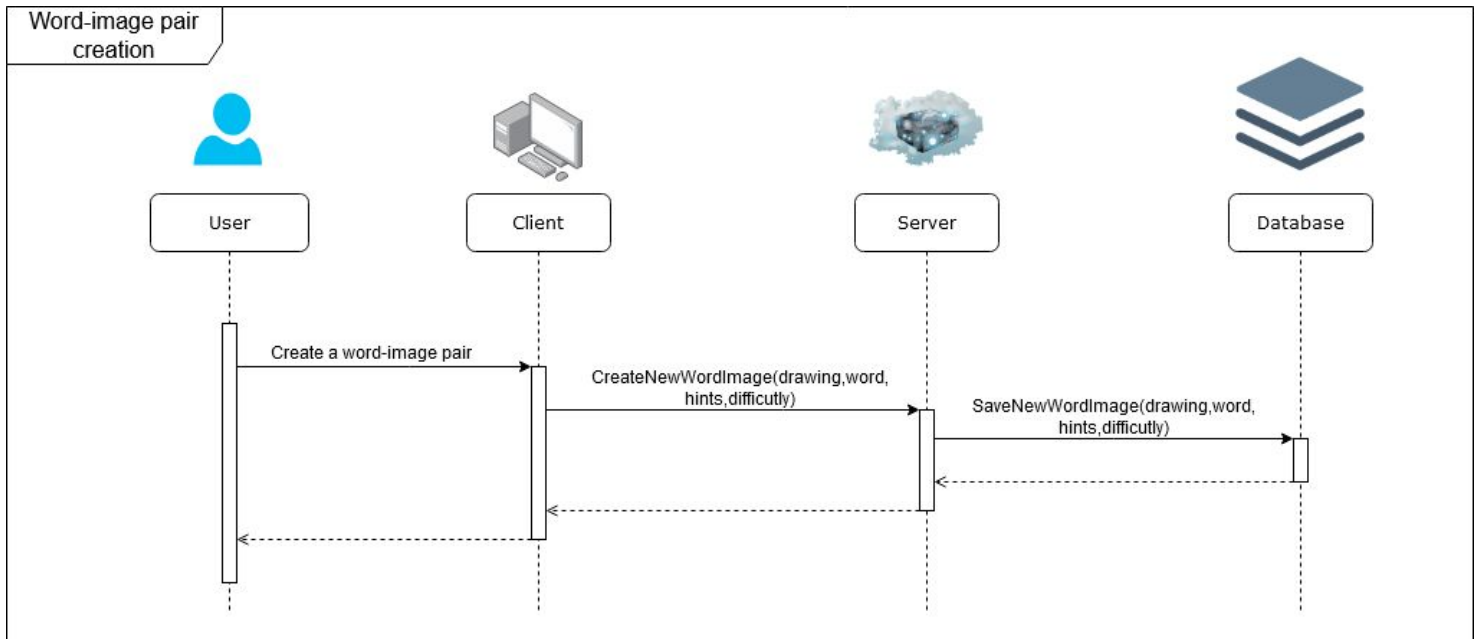 Word-image pair
creation
User
Client
Server
Database
Create a word-image pair
CreateNewWordImage(drawing,word,
hints,difficutly)
SaveNewWordImage(drawing,word,
hints,difficutly)